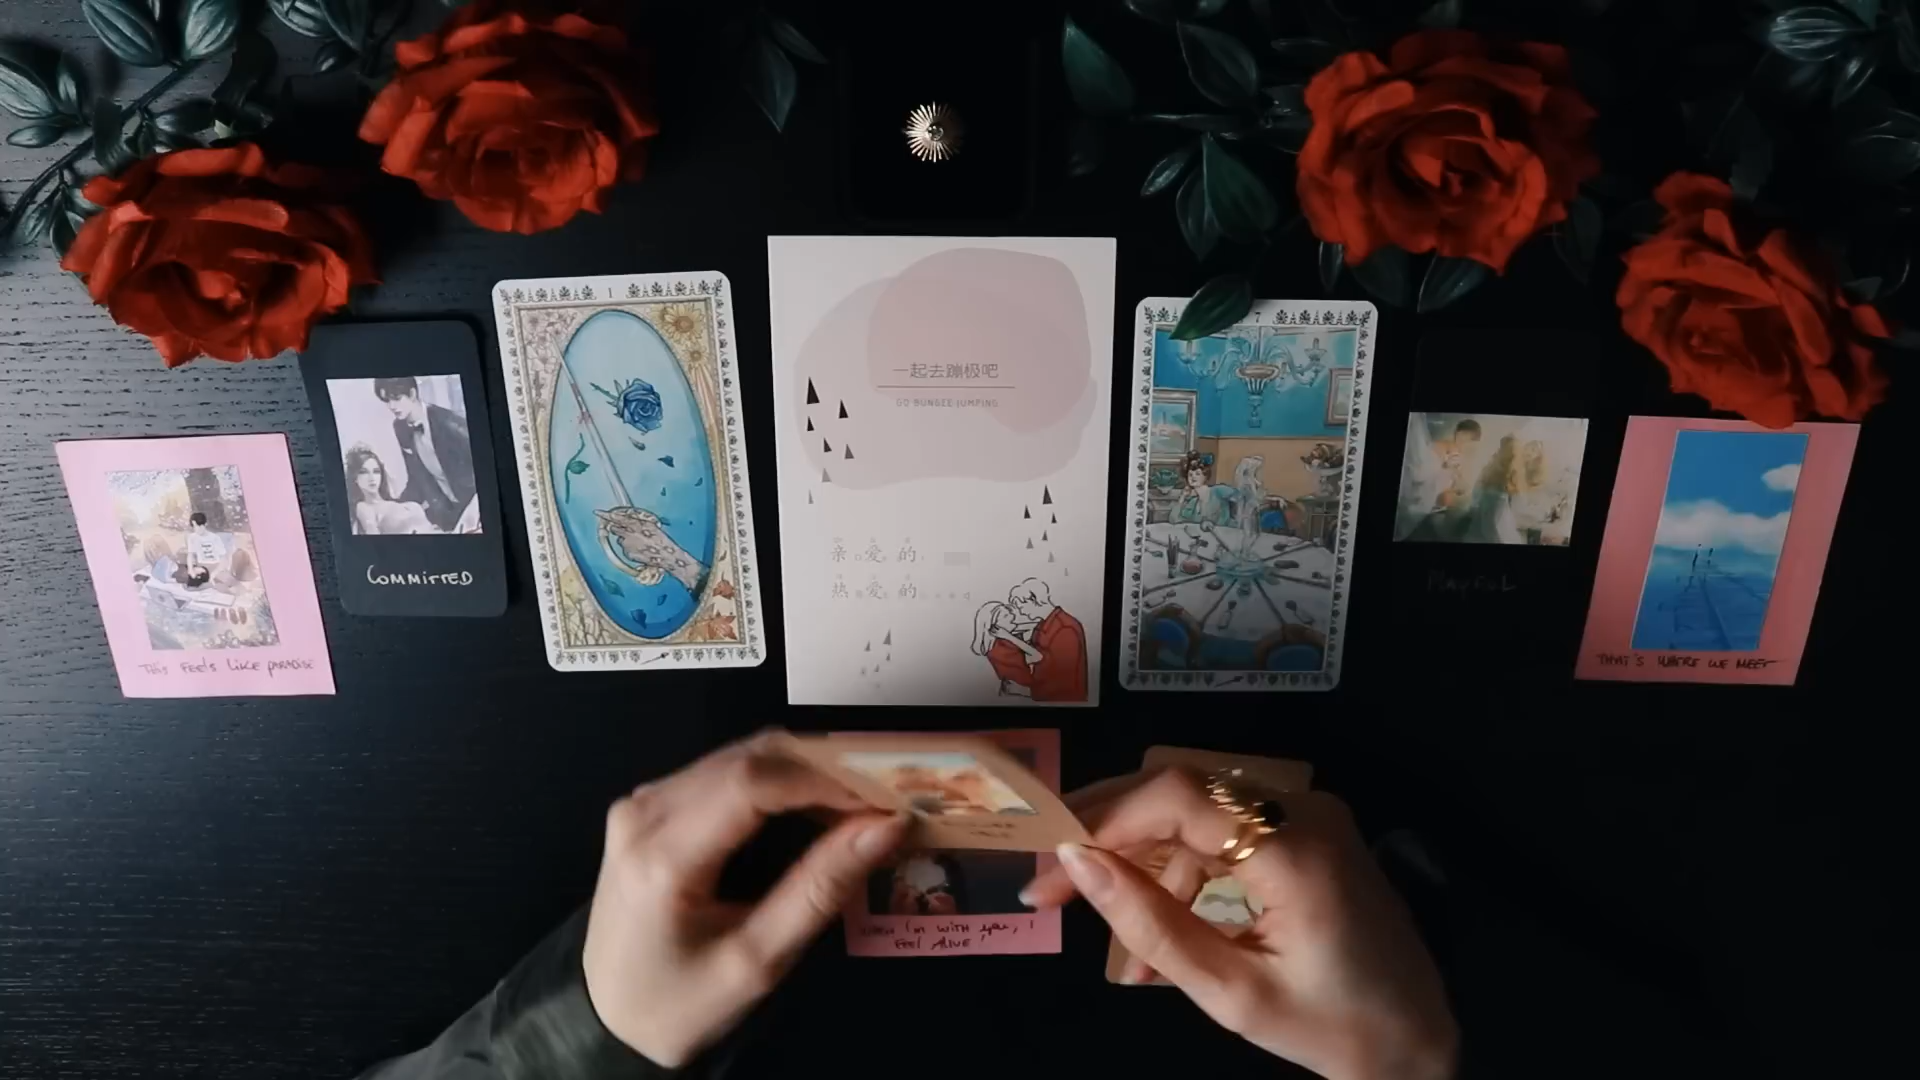 1
一起去蹦极吧
GO BUNGEE JUMPING
7
亲爱的
热爱的
COMMITTED
PLAYFUL
THIS FEELS LIKE PARADISE
THAT'S WHERE WE MEET
WHEN I'm WITH you, I
FEEL ALIVE!